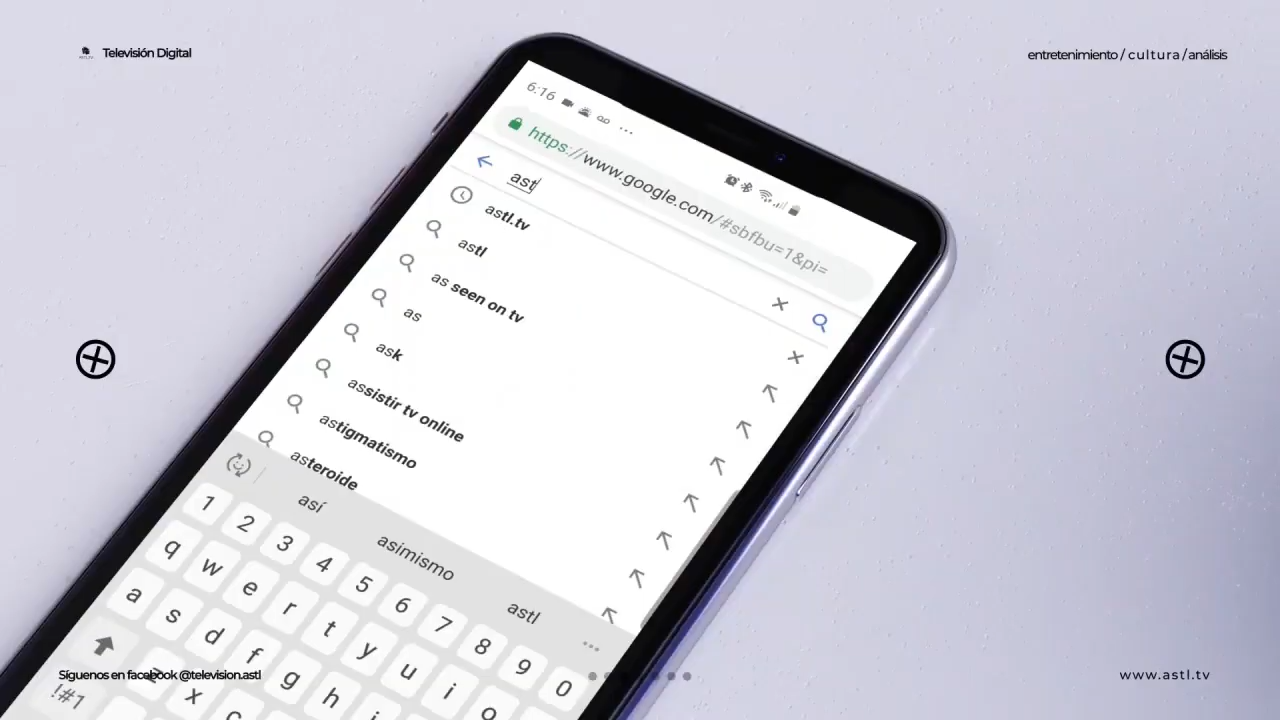 Televisión Digital
entretenimiento / cultura / análisis
6:16
https://www.google.com/#sbfbu=1&pi=
astl
astl.tv
astl
as seen on tv
as
ask
assistir tv online
astigmatismo
asteroide
así
asimismo
astl
1 2 3 4 5 6 7 8 9 0
q w e r t y u i o
a s d f g h j
z x c
!#1
Síguenos en facebook @television.astl
www.astl.tv